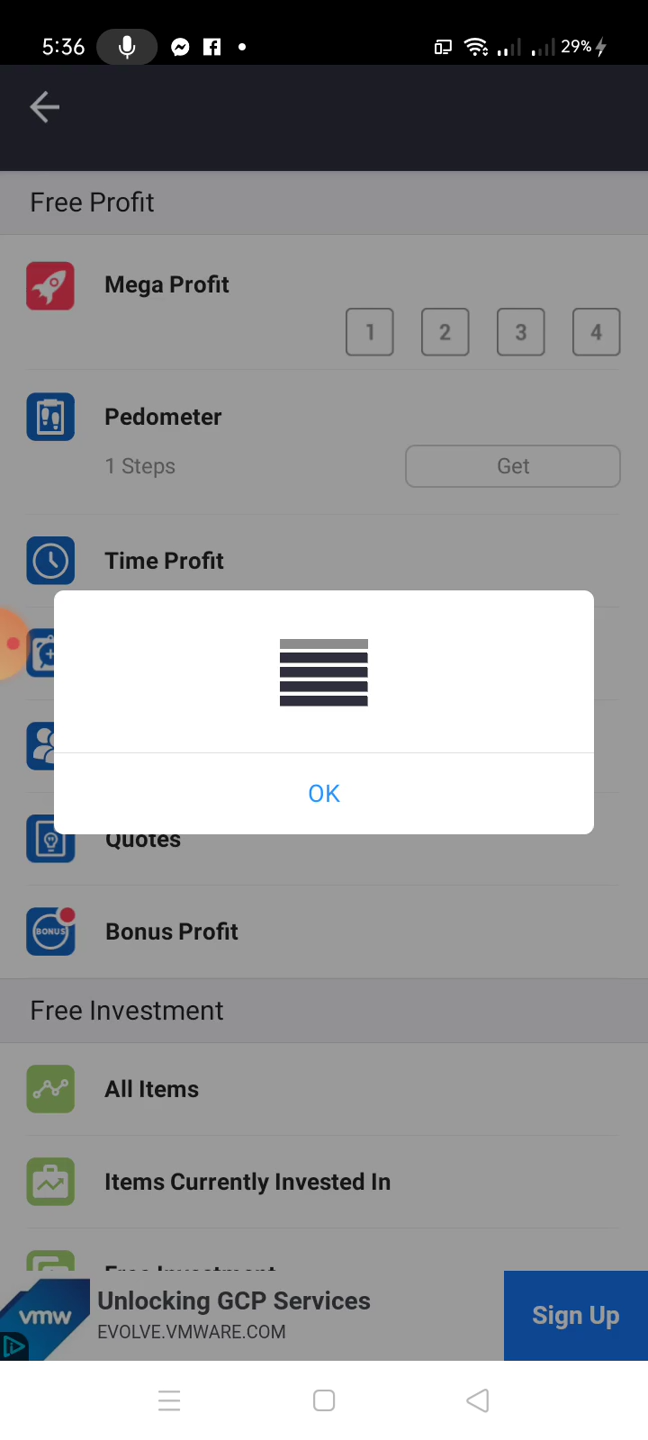 5:36
29%
Free Profit
Mega Profit
1 2 3 4
Pedometer
1 Steps
Get
Time Profit
OK
Quotes
BONUS
Bonus Profit
Free Investment
All Items
Items Currently Invested In
Free Investment
vmw
Unlocking GCP Services
EVOLVE.VMWARE.COM
Sign Up